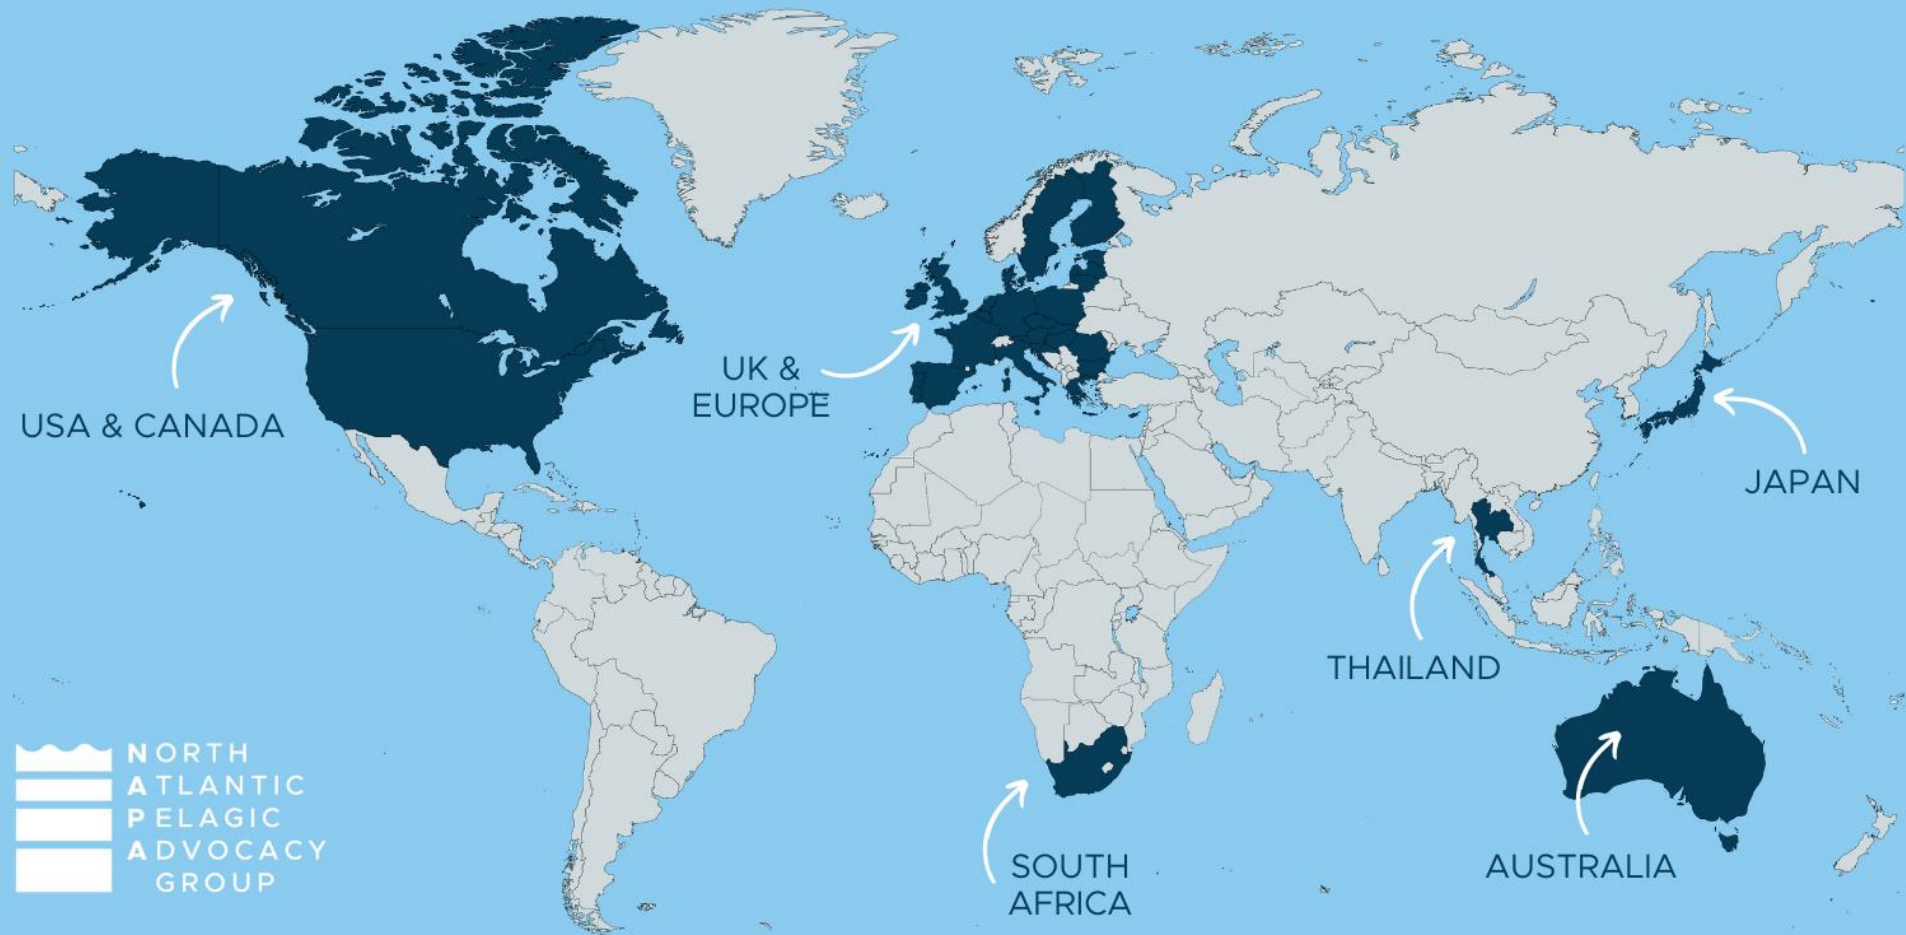 USA & CANADA
UK &
EUROPE
JAPAN
THAILAND
SOUTH
AFRICA
AUSTRALIA
NORTH
ATLANTIC
PELAGIC
ADVOCACY
GROUP